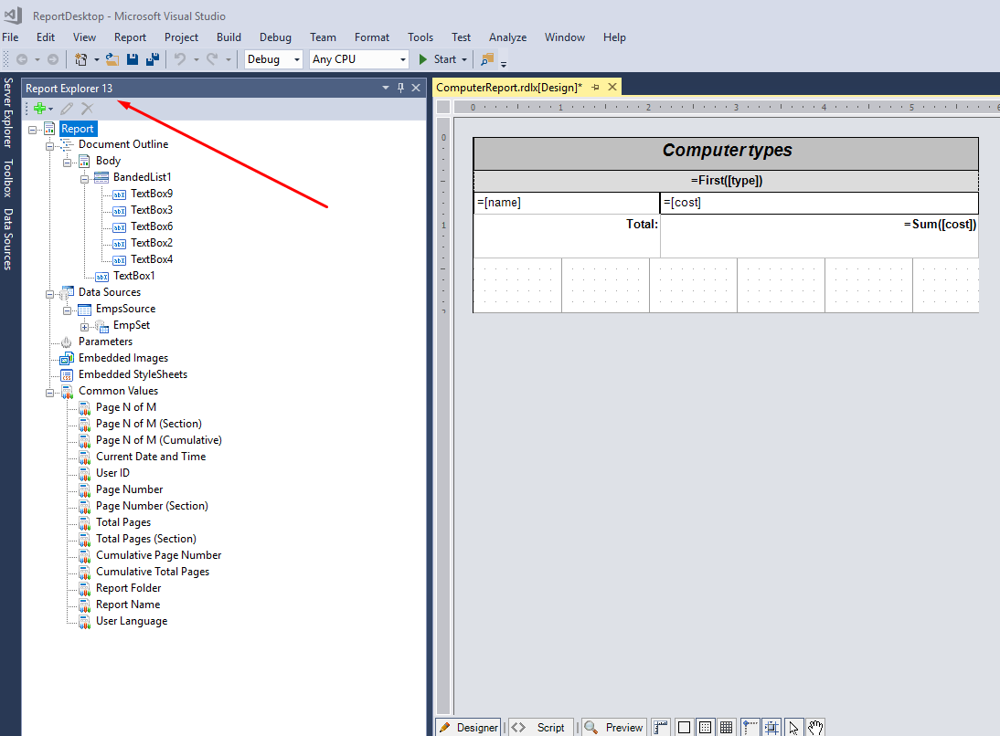 ReportDesktop - Microsoft Visual Studio
File Edit View Report Project Build Debug Team Format Tools Test Analyze Window Help
Debug Any CPU Start
Server Explorer
Toolbox
Data Sources
Report Explorer 13
Report
Document Outline
Body
BandedList1
TextBox9
TextBox3
TextBox6
TextBox2
TextBox4
TextBox1
Data Sources
EmpsSource
EmpSet
Parameters
Embedded Images
Embedded StyleSheets
Common Values
Page N of M
Page N of M (Section)
Page N of M (Cumulative)
Current Date and Time
User ID
Page Number
Page Number (Section)
Total Pages
Total Pages (Section)
Cumulative Page Number
Cumulative Total Pages
Report Folder
Report Name
User Language
ComputerReport.rdlx[Design]*
0 1 2 3 4 5 6
0
1
Computer types
=First([type])
=[name] =[cost]
Total: =Sum([cost])
Designer Script Preview